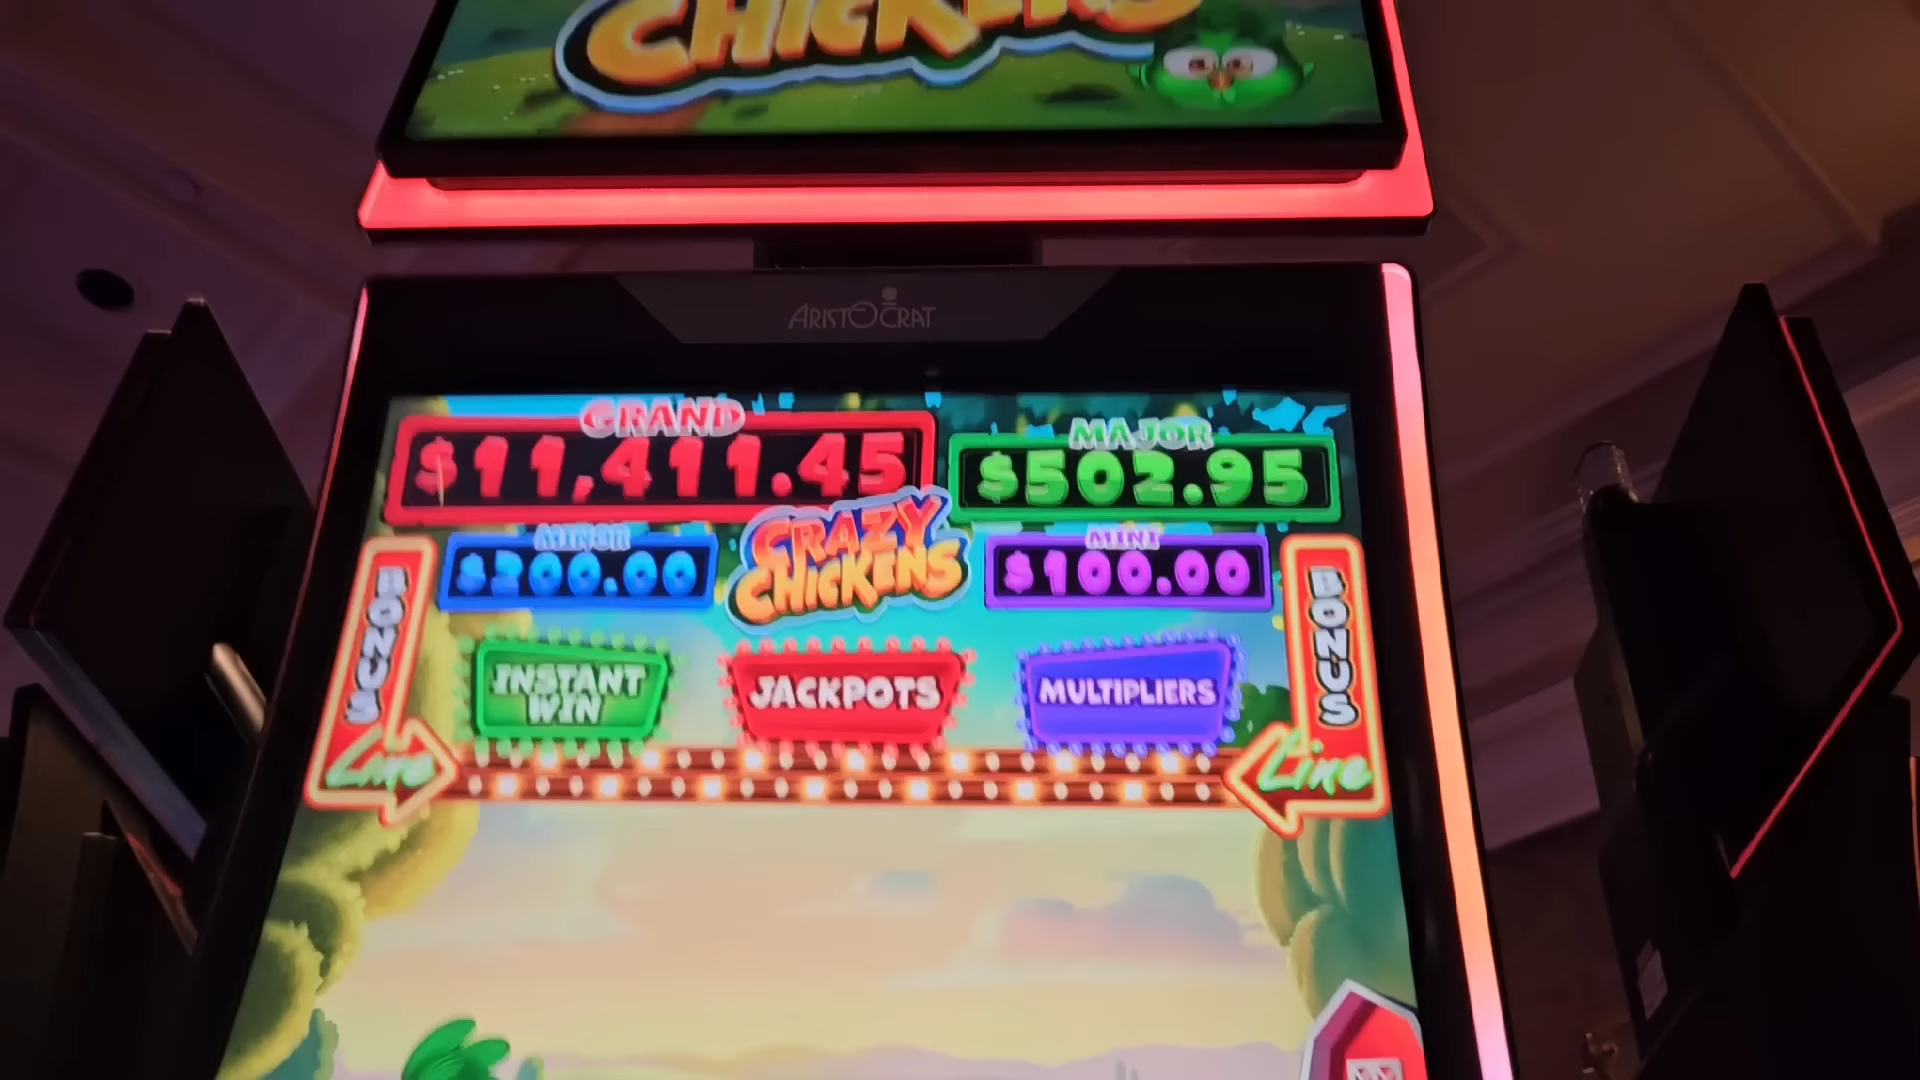 CHICKENS
ARISTOCRAT
GRAND
$11,411.45
MAJOR
$502.95
MINOR
$200.00
CRAZY
CHICKENS
MINI
$100.00
BONUS
Line
INSTANT
WIN
JACKPOTS
MULTIPLIERS
BONUS
Line